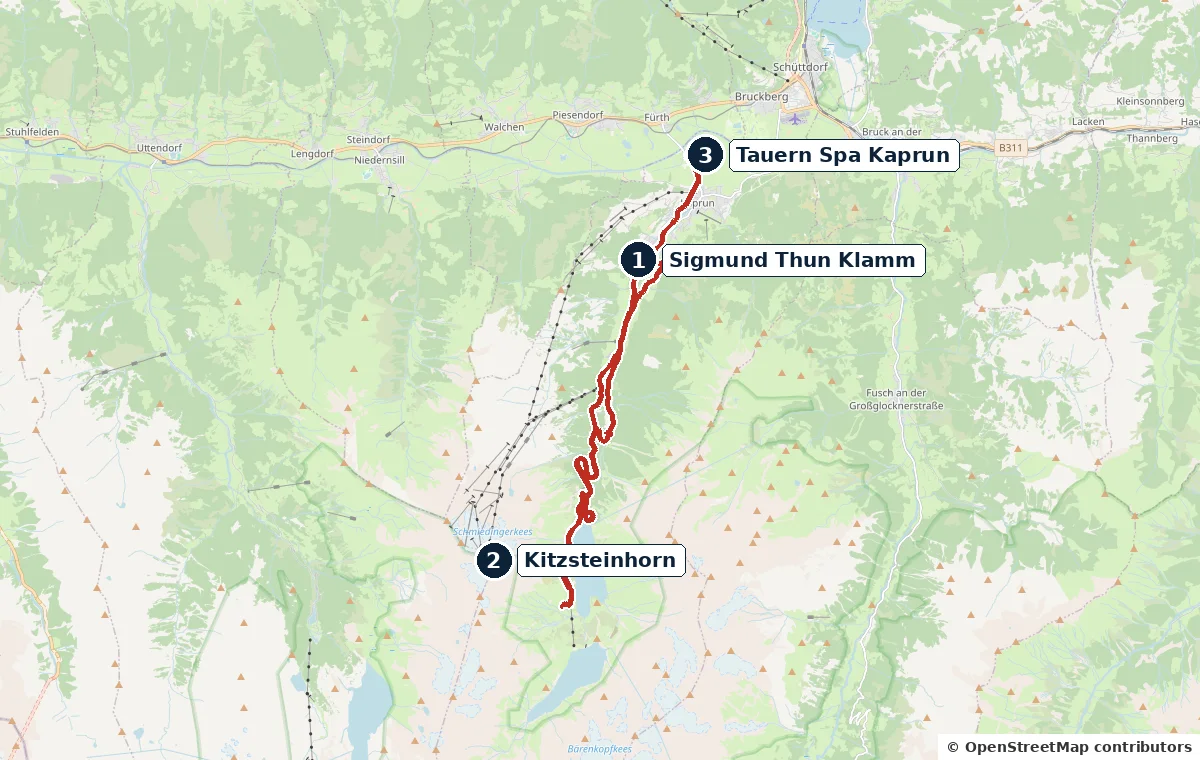 Schüttdorf
Bruckberg
Kleinsonnberg
Piesendorf
Fürth
Walchen
Lacken
Stuhlfelden
Bruck an der
Thannberg
Steindorf
Uttendorf
Lengdorf
Niedernsill
B311
3
Tauern Spa Kaprun
prun
1
Sigmund Thun Klamm
Fusch an der
Großglocknerstraße
Schmiedingerkees
2
Kitzsteinhorn
Bärenkopfkees
© OpenStreetMap contributors